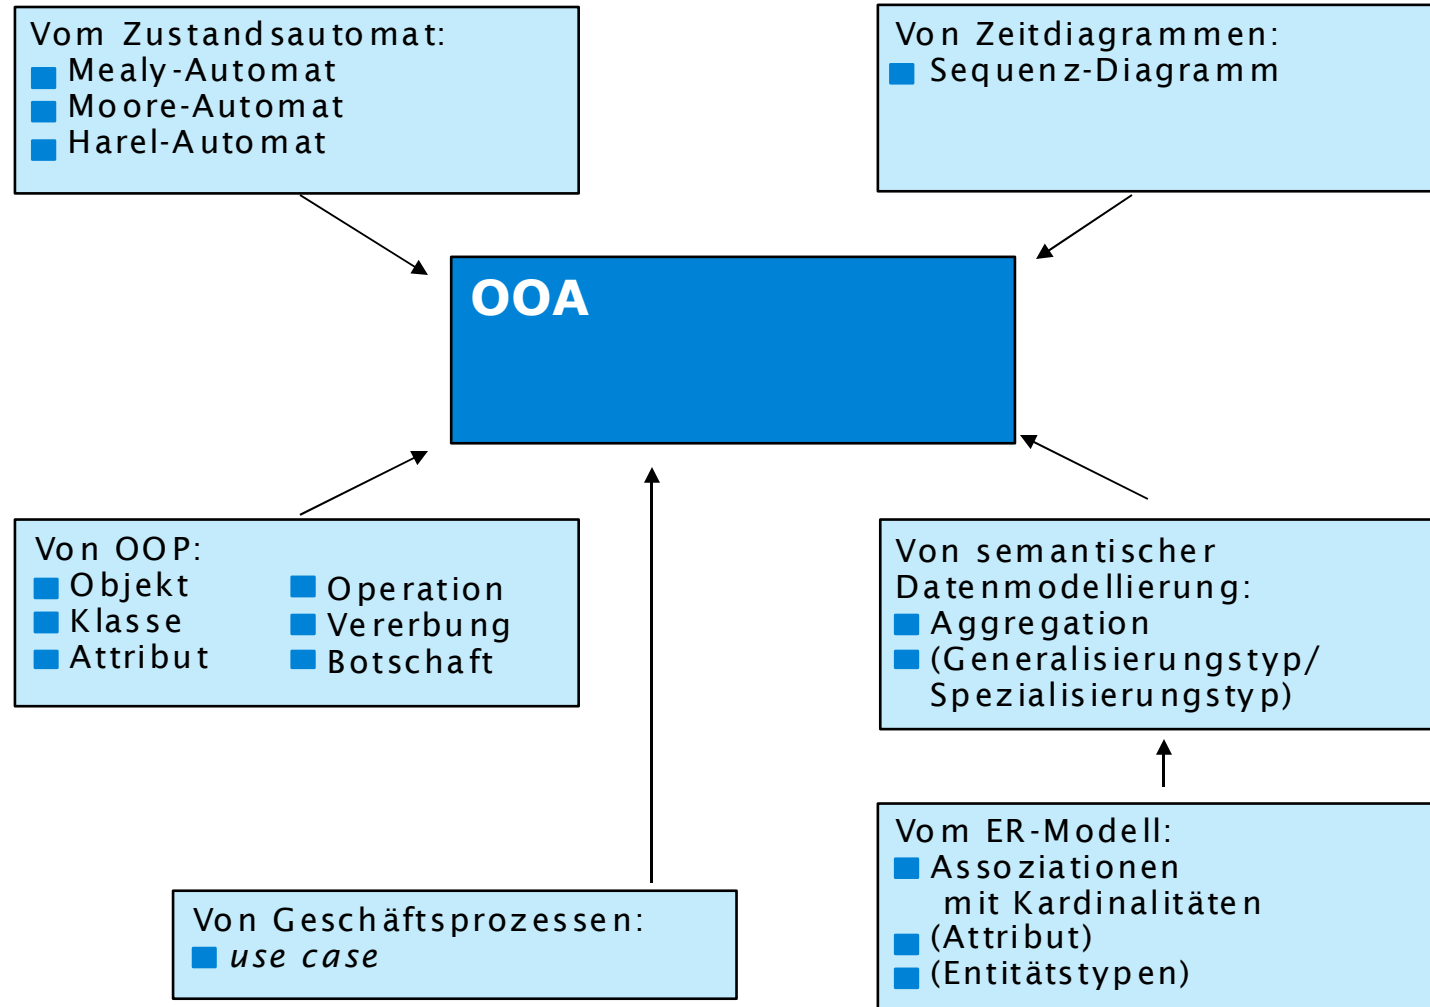 Vom Zustandsautomat:
Mealy-Automat
Moore-Automat
Harel-Automat
Von Zeitdiagrammen:
Sequenz-Diagramm
OOA
Von OOP:
Objekt
Klasse
Attribut
Operation
Vererbung
Botschaft
Von semantischer
Datenmodellierung:
Aggregation
(Generalisierungstyp/
Spezialisierungstyp)
Von Geschäftsprozessen:
use case
Vom ER-Modell:
Assoziationen
mit Kardinalitäten
(Attribut)
(Entitätstypen)